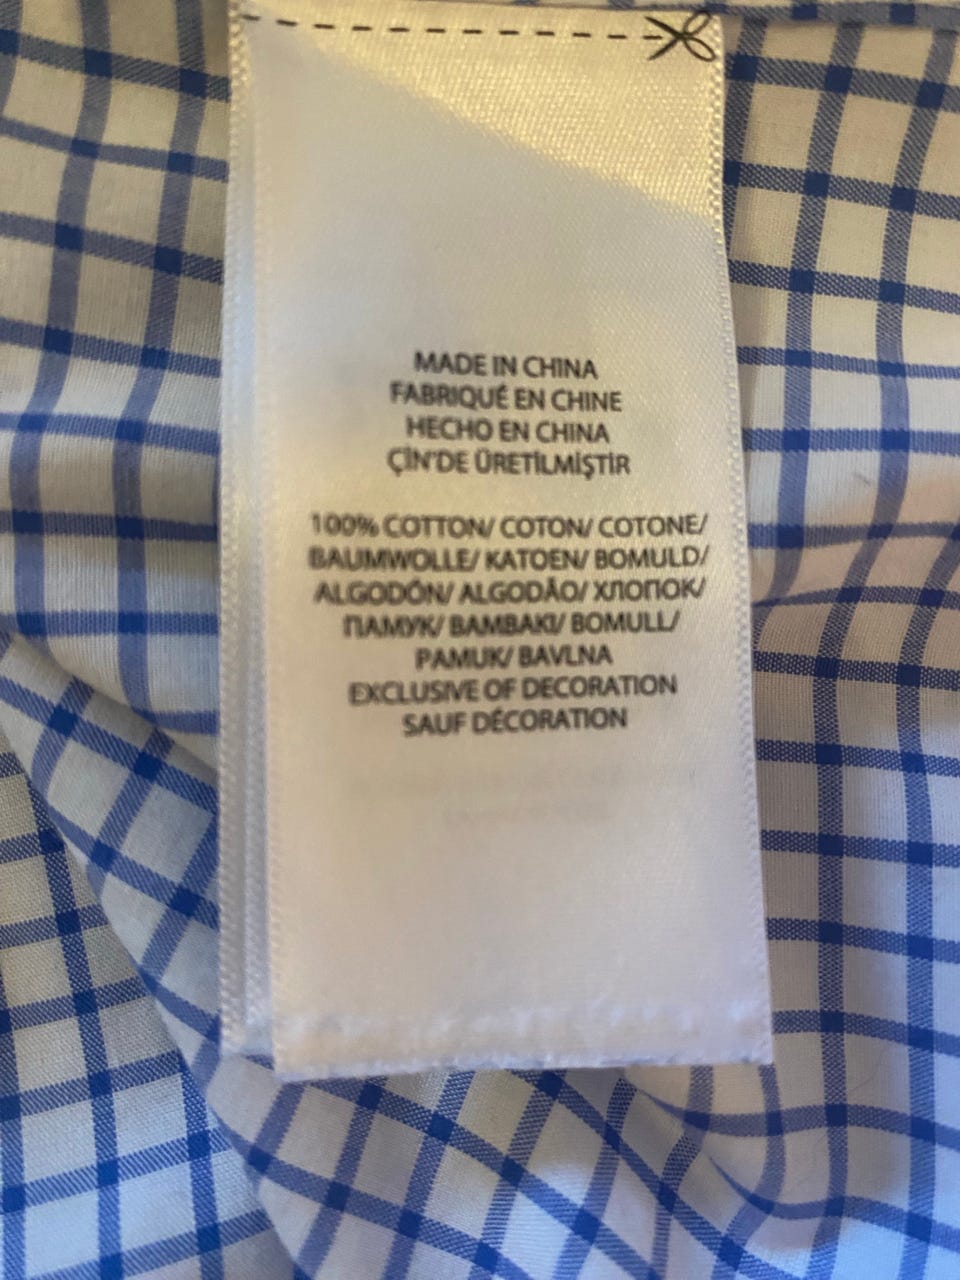 MADE IN CHINA
FABRIQUÉ EN CHINE
HECHO EN CHINA
ÇİN'DE ÜRETİLMİŞTİR
100% COTTON/ COTON/ COTONE/
BAUMWOLLE/ KATOEN/ BOMULD/
ALGODÓN/ ALGODÃO/ ХЛОПОК/
ПАМУК/ BAMBAKI/ BOMULL/
PAMUK/ BAVLNA
EXCLUSIVE OF DECORATION
SAUF DÉCORATION